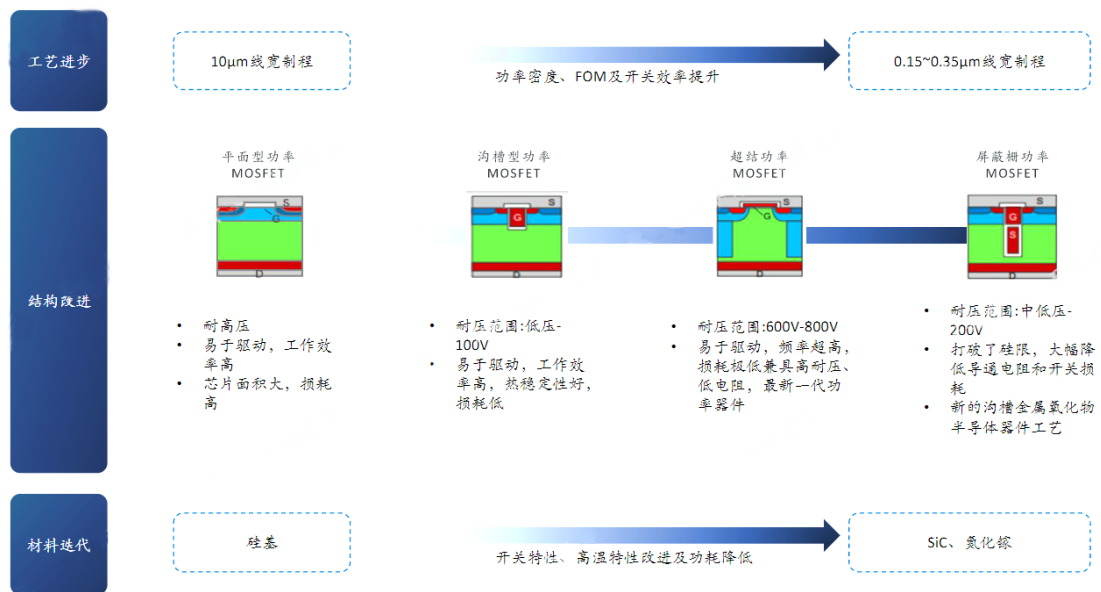 工艺进步
10μm线宽制程
功率密度、FOM及开关效率提升
0.15~0.35μm线宽制程
结构改进
平面型功率
MOSFET
S
G
D
• 耐高压
• 易于驱动，工作效
率高
• 芯片面积大，损耗
高
沟槽型功率
MOSFET
S
G
D
• 耐压范围:低压-
100V
• 易于驱动，工作效
率高，热稳定性好，
损耗低
超结功率
MOSFET
S
G
D
• 耐压范围:600V-800V
• 易于驱动，频率超高，
损耗极低兼具高耐压、
低电阻，最新一代功
率器件
屏蔽栅功率
MOSFET
S
G
S
D
• 耐压范围:中低压-
200V
• 打破了硅限，大幅降
低导通电阻和开关损
耗
• 新的沟槽金属氧化物
半导体器件工艺
材料迭代
硅基
开关特性、高温特性改进及功耗降低
SiC、氮化镓